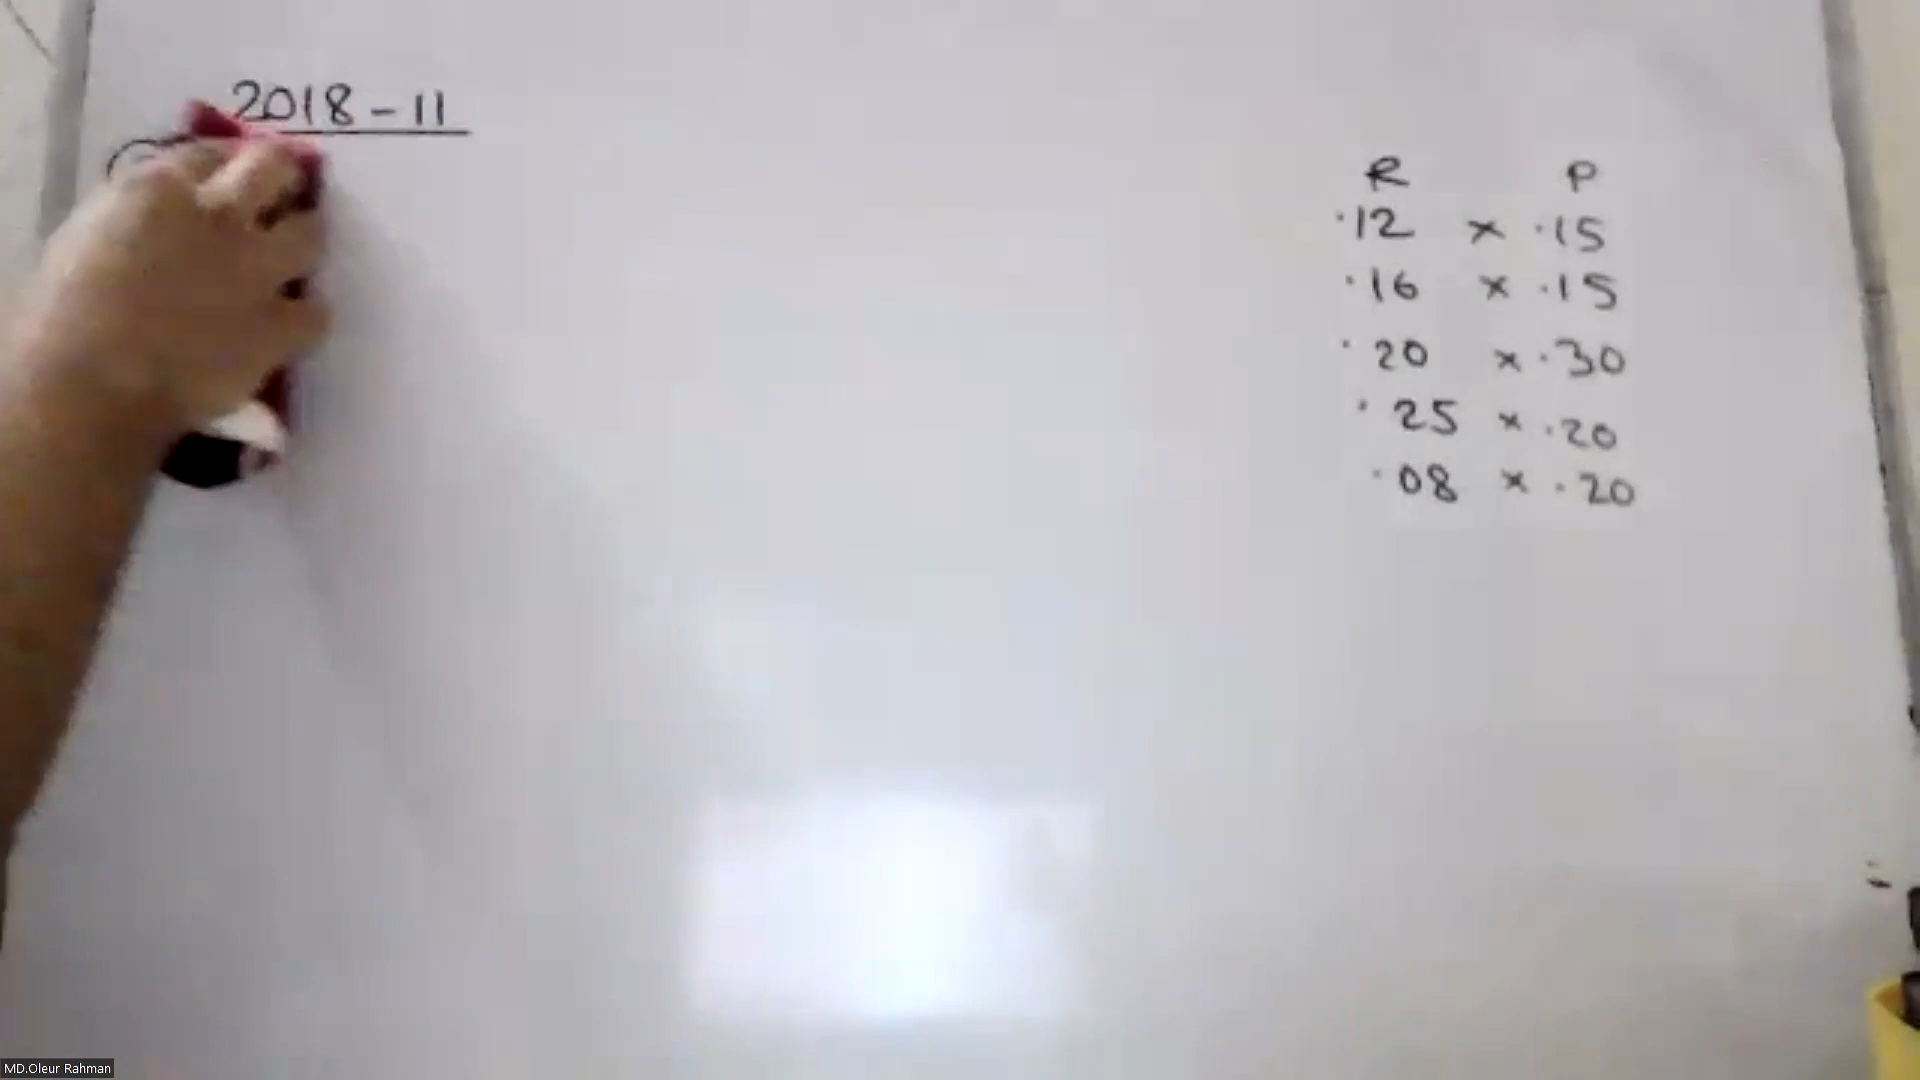 2018 - 11
R P
.12 × .15
.16 × .15
.20 × .30
.25 × .20
.08 × .20
MD.Oleur Rahman